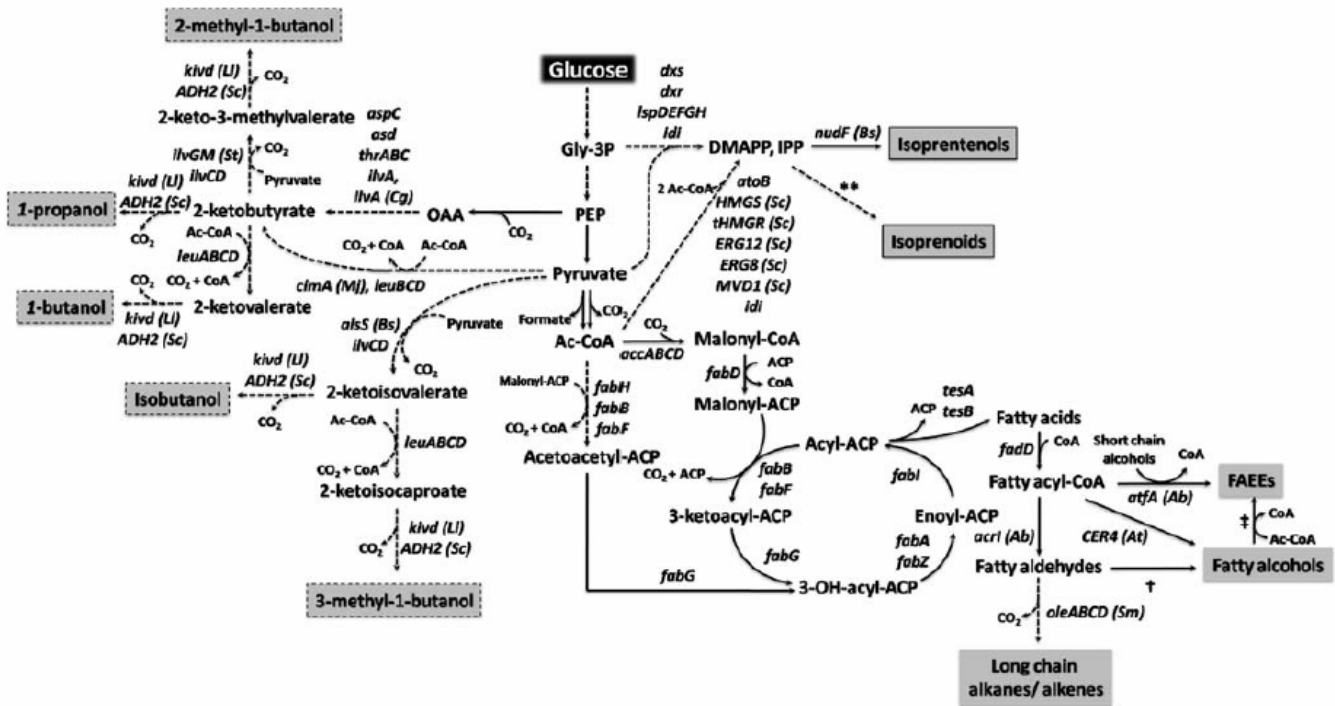 2-methyl-1-butanol
kivd (Ll)
ADH2 (Sc)
CO2
2-keto-3-methylvalerate
ilvGM (St)
ilvCD
CO2
Pyruvate
aspC
asd
thrABC
ilvA,
ilvA (Cg)
kivd (Ll)
ADH2 (Sc)
1-propanol
CO2
2-ketobutyrate
OAA
CO2
Ac-CoA
leuABCD
CO2 + CoA
CO2 + CoA
Ac-CoA
cimA (Mj), leuBCD
1-butanol
CO2
kivd (Ll)
ADH2 (Sc)
2-ketovalerate
Glucose
Gly-3P
PEP
Pyruvate
Formate
CO2
Ac-CoA
dxs
dxr
IspDEFGH
idi
DMAPP, IPP
nudF (Bs)
Isoprentenols
**
Isoprenoids
2 Ac-CoA
atoB
HMGS (Sc)
tHMGR (Sc)
ERG12 (Sc)
ERG8 (Sc)
MVD1 (Sc)
idi
alsS (Bs)
ilvCD
Pyruvate
CO2
kivd (Ll)
ADH2 (Sc)
Isobutanol
CO2
2-ketoisovalerate
Ac-CoA
leuABCD
CO2 + CoA
2-ketoisocaproate
kivd (Ll)
ADH2 (Sc)
CO2
3-methyl-1-butanol
CO2
accABCD
Malonyl-CoA
fabD
ACP
CoA
Malonyl-ACP
Malonyl-ACP
fabH
fabB
fabF
CO2 + CoA
Acetoacetyl-ACP
fabG
CO2 + ACP
fabB
fabF
3-ketoacyl-ACP
fabG
3-OH-acyl-ACP
fabA
fabZ
Enoyl-ACP
fabI
Acyl-ACP
ACP
tesA
tesB
Fatty acids
fadD
CoA
Fatty acyl-CoA
Short chain
alcohols
CoA
atfA (Ab)
FAEEs
‡
CoA
Ac-CoA
acrI (Ab)
CER4 (At)
Fatty aldehydes
†
Fatty alcohols
CO2
oleABCD (Sm)
Long chain
alkanes/ alkenes